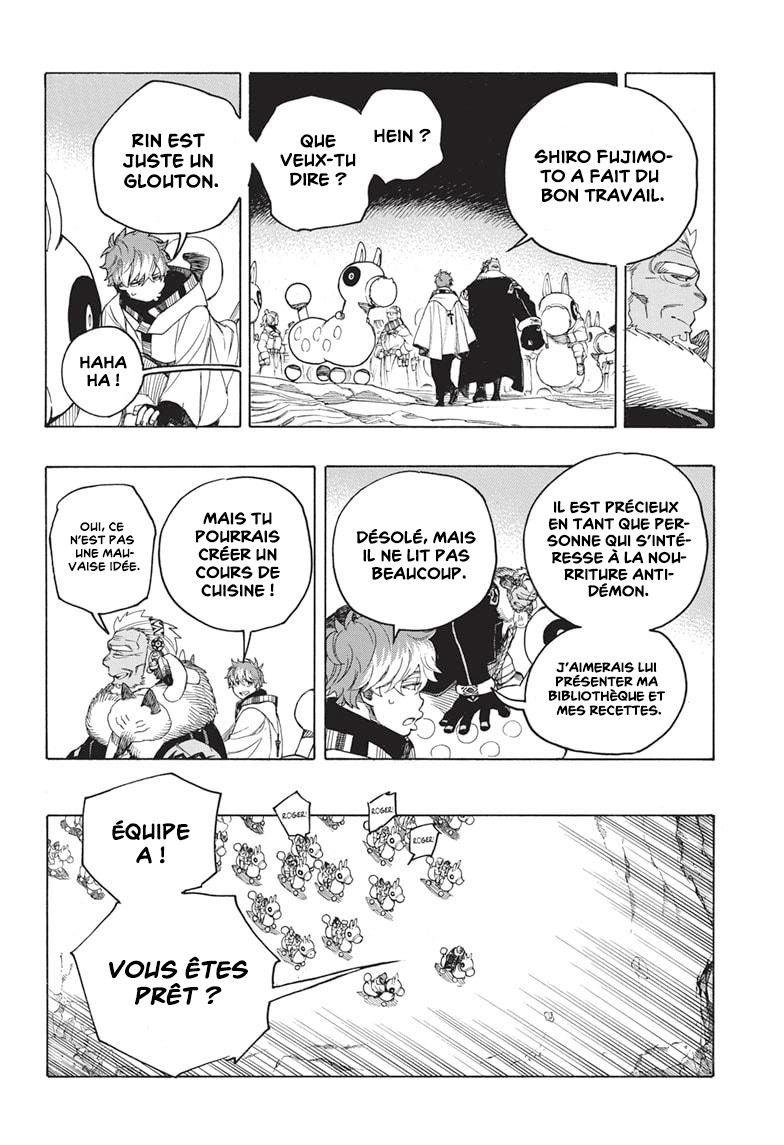 SHIRO FUJIMO-
TO A FAIT DU
BON TRAVAIL.
HEIN ?
QUE
VEUX-TU
DIRE ?
RIN EST
JUSTE UN
GLOUTON.
HAHA
HA !
IL EST PRÉCIEUX
EN TANT QUE PER-
SONNE QUI S'INTÉ-
RESSE À LA NOU-
RRITURE ANTI-
DÉMON.
J'AIMERAIS LUI
PRÉSENTER MA
BIBLIOTHÈQUE ET
MES RECETTES.
DÉSOLÉ, MAIS
IL NE LIT PAS
BEAUCOUP.
MAIS TU
POURRAIS
CRÉER UN
COURS DE
CUISINE !
OUI, CE
N'EST PAS
UNE MAU-
VAISE IDÉE.
ÉQUIPE
A !
VOUS ÊTES
PRÊT ?
ROGER!
ROGER!
ROGER!